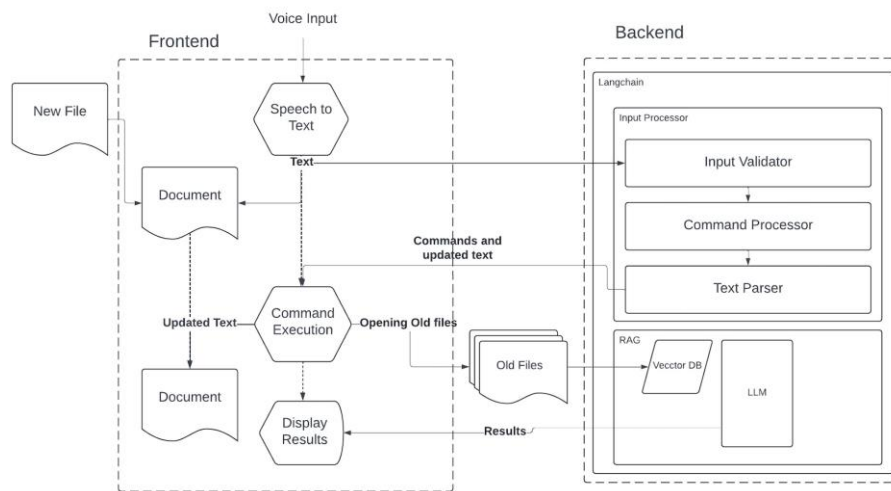 Voice Input
Frontend
Backend
Langchain
New File
Speech to
Text
Input Processor
Text
Input Validator
Document
Command Processor
Commands and
updated text
Text Parser
Updated Text
Command
Execution
Opening Old files
RAG
Old Files
Vecctor DB
LLM
Document
Display
Results
Results